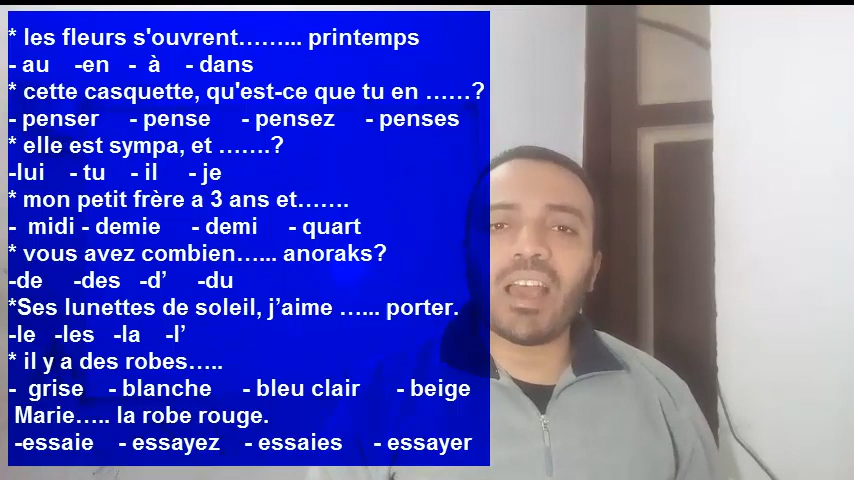 * les fleurs s'ouvrent……... printemps
- au -en - à - dans
* cette casquette, qu'est-ce que tu en ……?
- penser - pense - pensez - penses
* elle est sympa, et …….?
-lui - tu - il - je
* mon petit frère a 3 ans et…….
- midi - demie - demi - quart
* vous avez combien…... anoraks?
-de -des -d’ -du
*Ses lunettes de soleil, j’aime …... porter.
-le -les -la -l’
* il y a des robes…..
- grise - blanche - bleu clair - beige
Marie….. la robe rouge.
-essaie - essayez - essaies - essayer